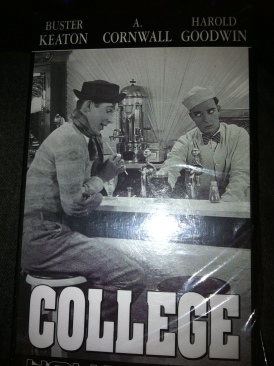 BUSTER A. HAROLD
KEATON CORNWALL GOODWIN
COLLEGE